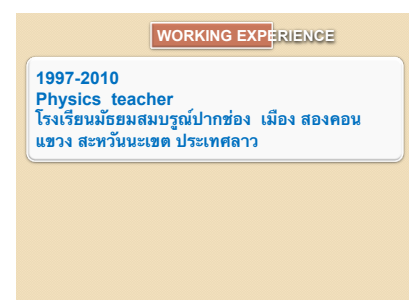 WORKING EXPERIENCE
1997-2010
Physics teacher
โรงเรียนมัธยมสมบรูณ์ปากช่อง เมือง สองคอน
แขวง สะหวันนะเขต ประเทศลาว